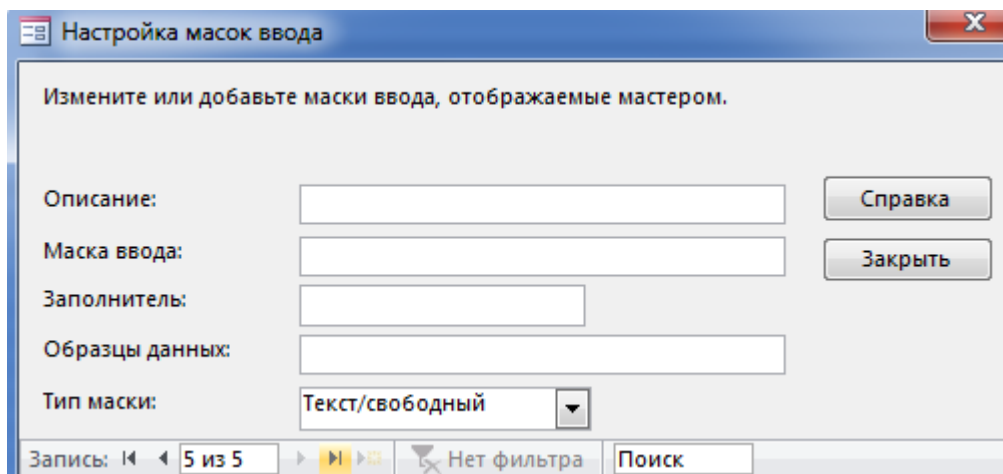 Настройка масок ввода
Измените или добавьте маски ввода, отображаемые мастером.
Описание:
Справка
Маска ввода:
Закрыть
Заполнитель:
Образцы данных:
Тип маски: Текст/свободный
Запись: 5 из 5 Нет фильтра Поиск